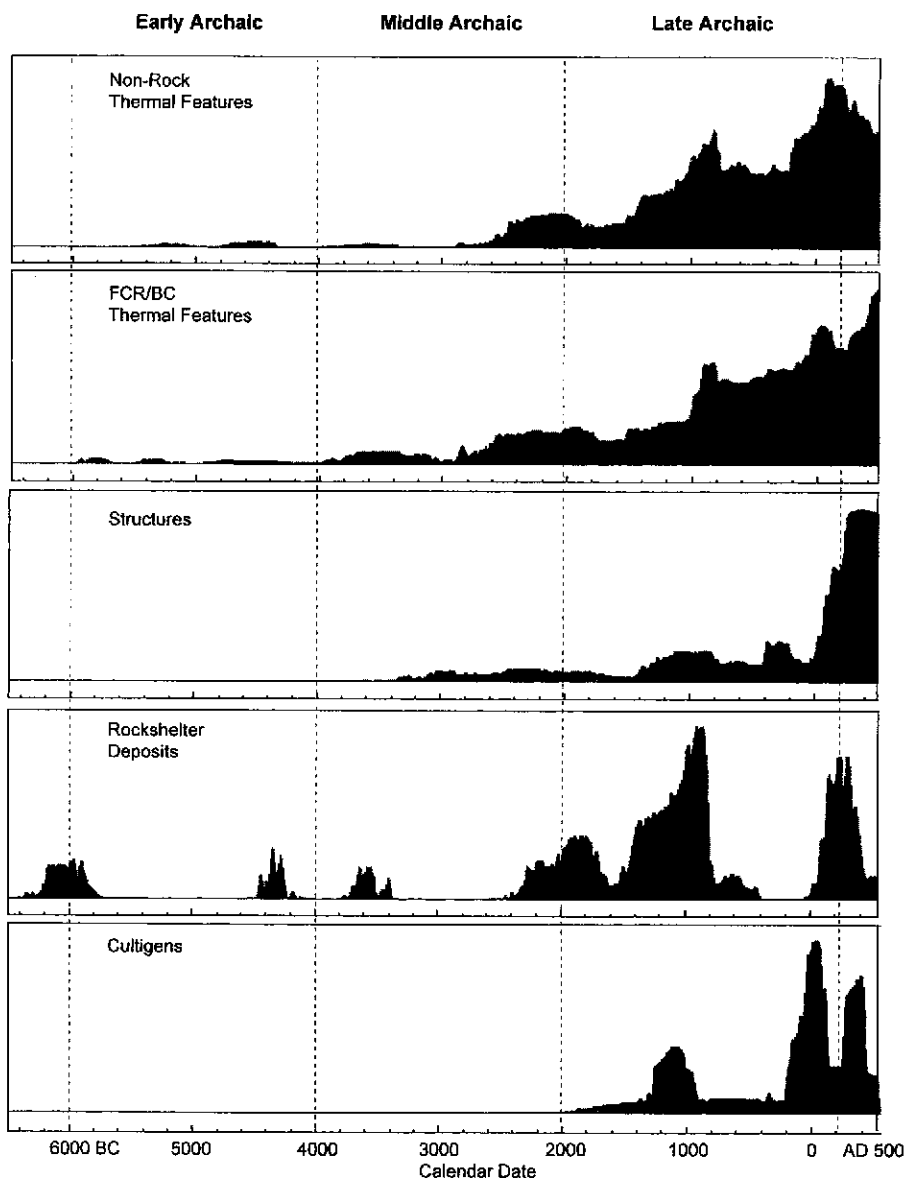 Early Archaic Middle Archaic Late Archaic
Non-Rock
Thermal Features
FCR/BC
Thermal Features
Structures
Rockshelter
Deposits
Cultigens
6000 BC 5000 4000 3000 2000 1000 0 AD 500
Calendar Date